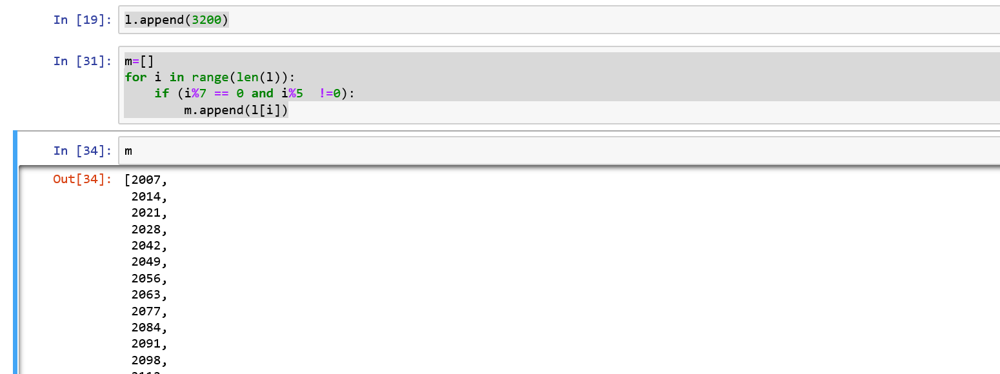 In [19]: l.append(3200)
In [31]: m=[]
for i in range(len(l)):
    if (i%7 == 0 and i%5  !=0):
        m.append(l[i])
In [34]: m
Out[34]: [2007,
 2014,
 2021,
 2028,
 2042,
 2049,
 2056,
 2063,
 2077,
 2084,
 2091,
 2098,